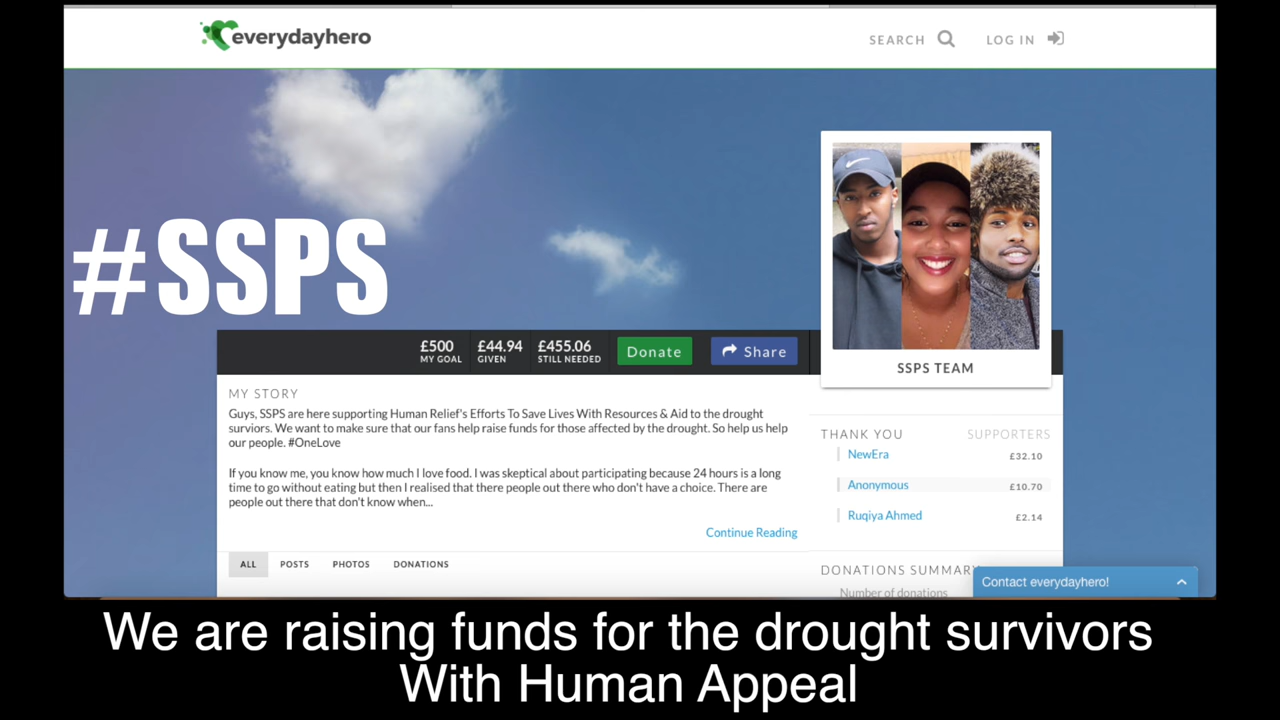 everydayhero
SEARCH
LOG IN
#SSPS
£500
MY GOAL
£44.94
GIVEN
£455.06
STILL NEEDED
Donate
Share
SSPS TEAM
MY STORY
Guys, SSPS are here supporting Human Relief's Efforts To Save Lives With Resources & Aid to the drought
surviors. We want to make sure that our fans help raise funds for those affected by the drought. So help us help
our people. #OneLove
If you know me, you know how much I love food. I was skeptical about participating because 24 hours is a long
time to go without eating but then I realised that there people out there who don't have a choice. There are
people out there that don't know when...
Continue Reading
ALL POSTS PHOTOS DONATIONS
THANK YOU SUPPORTERS
NewEra £32.10
Anonymous £10.70
Ruqiya Ahmed £2.14
DONATIONS SUMMARY
Number of donations
Contact everydayhero!
We are raising funds for the drought survivors
With Human Appeal